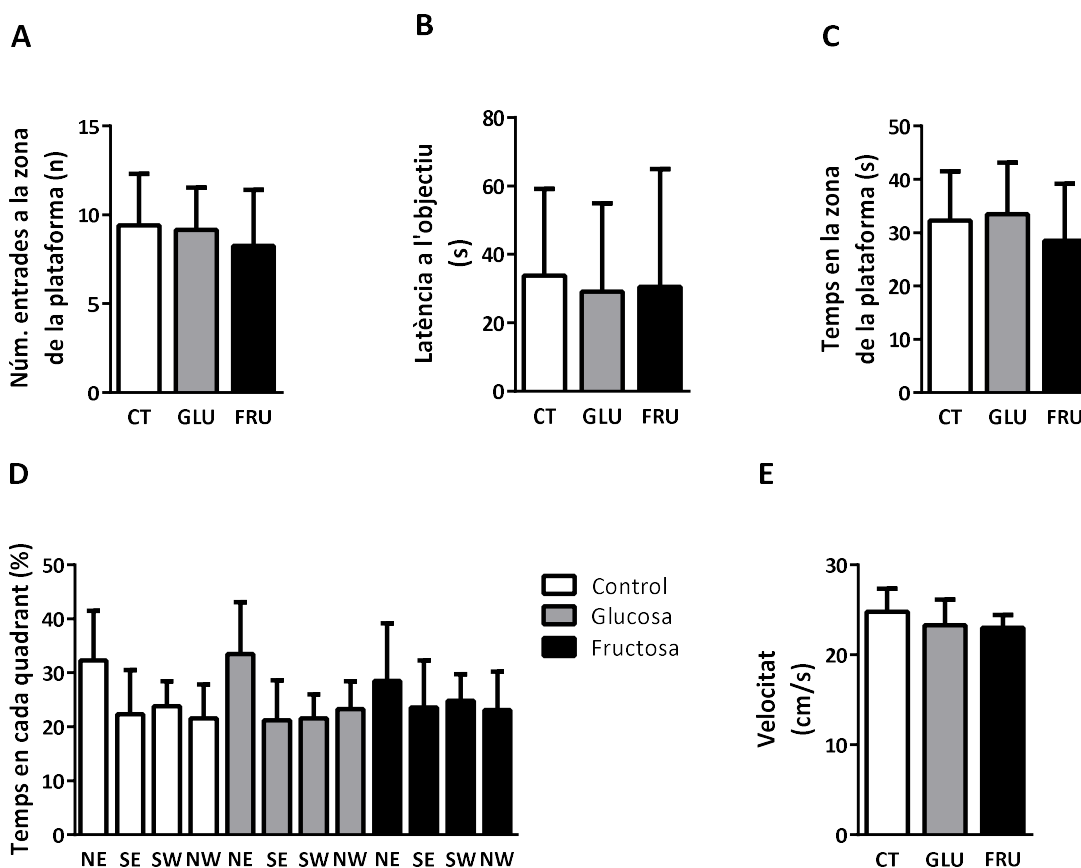 A
Núm. entrades a la zona
de la plataforma (n)
15
10
5
0
CT GLU FRU
B
Latència a l'objectiu
(s)
80
60
40
20
0
CT GLU FRU
C
Temps en la zona
de la plataforma (s)
50
40
30
20
10
0
CT GLU FRU
D
Temps en cada quadrant (%)
50
40
30
20
10
0
NE SE SW NW NE SE SW NW NE SE SW NW
Control
Glucosa
Fructosa
E
Velocitat
(cm/s)
30
20
10
0
CT GLU FRU